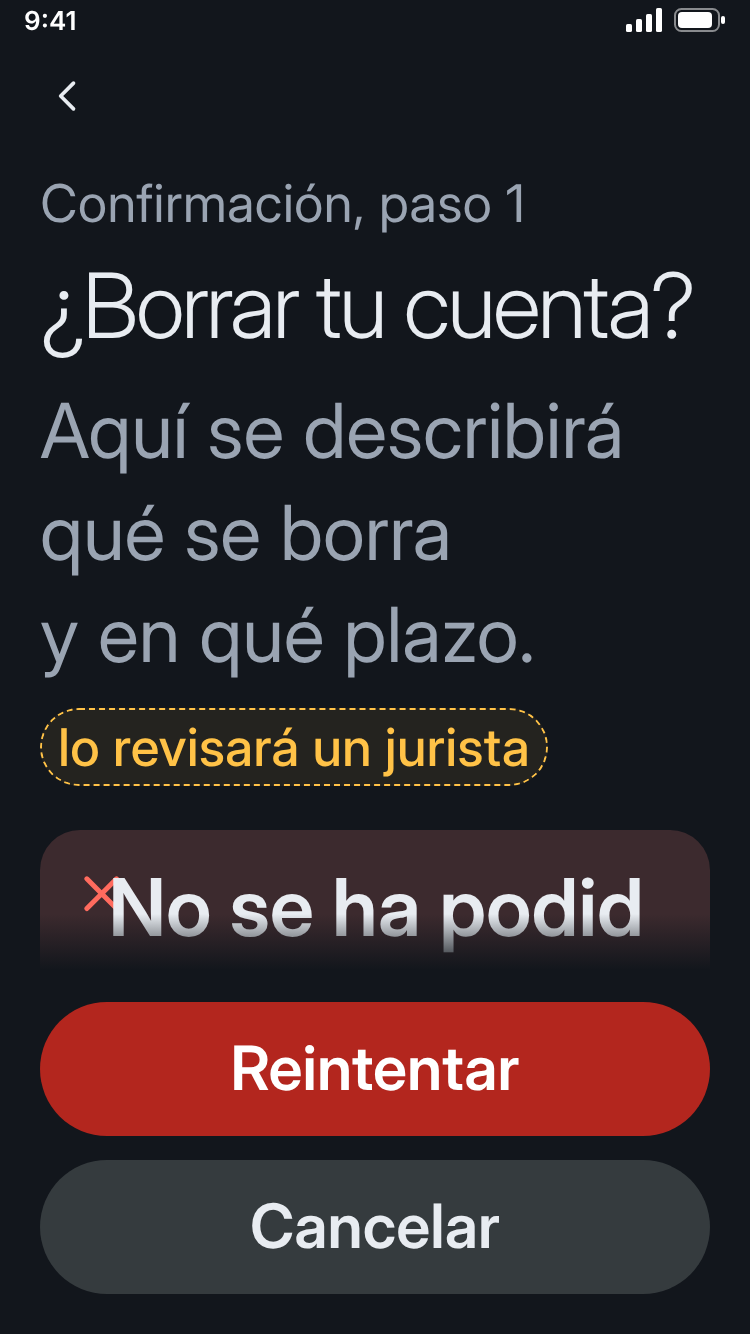 9:41
Confirmación, paso 1
¿Borrar tu cuenta?
Aquí se describirá
qué se borra
y en qué plazo.
lo revisará un jurista
No se ha podid
Reintentar
Cancelar